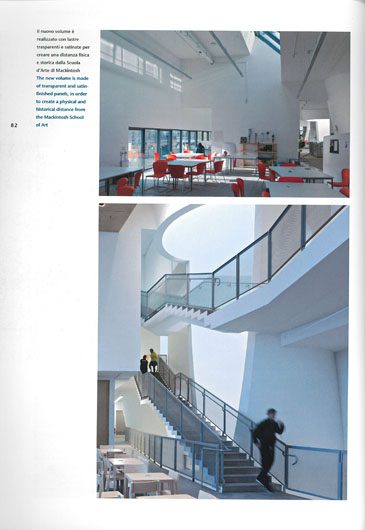 Il nuovo volume è
realizzato con lastre
trasparenti e satinate per
creare una distanza fisica
e storica dalla Scuola
d'Arte di Mackintosh
The new volume is made
of transparent and satin-
finished panels, in order
to create a physical and
historical distance from
the Mackintosh School
of Art
82